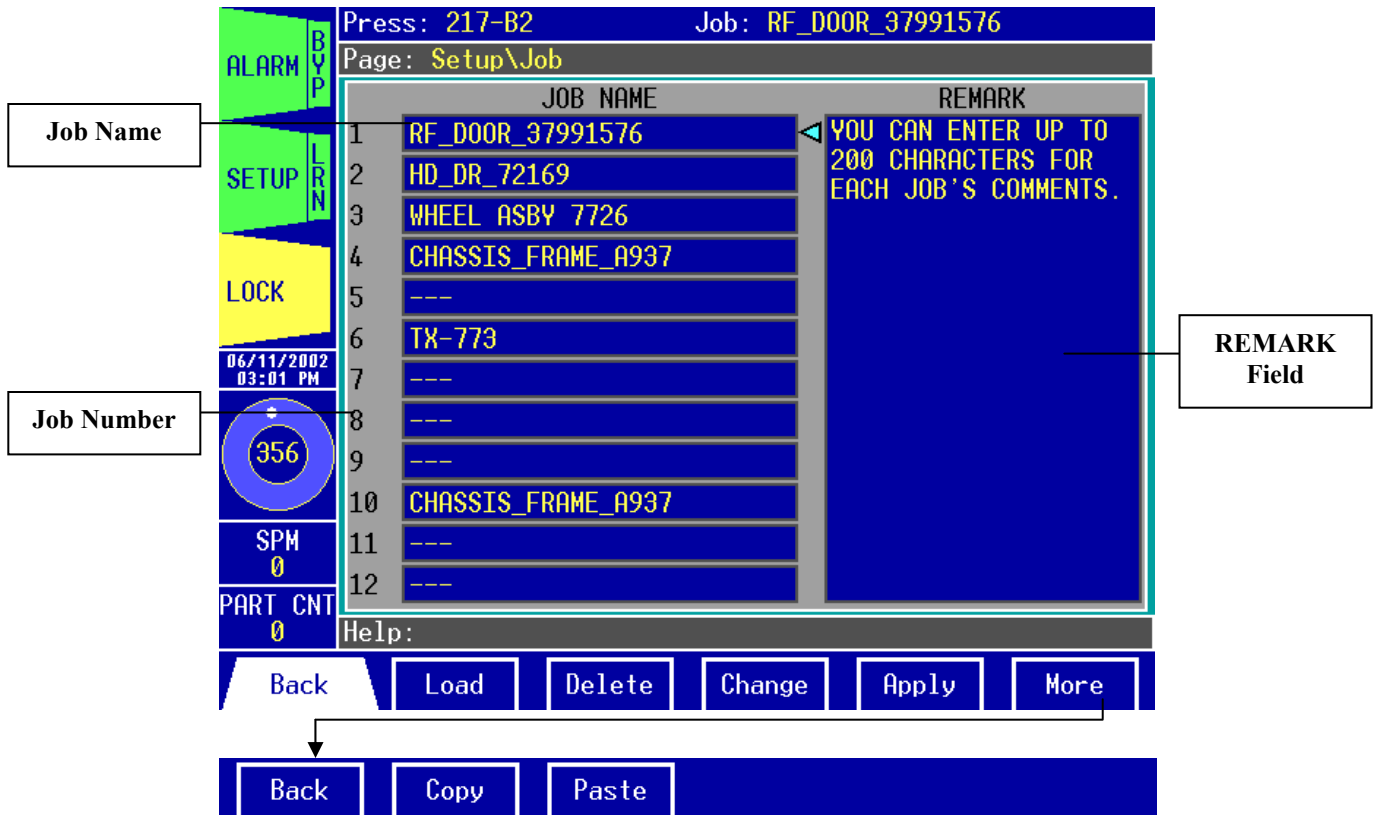 Press: 217-B2 Job: RF_DOOR_37991576
Page: Setup\Job
ALARM BYP
SETUP LRN
LOCK
06/11/2002
03:01 PM
356
SPM
0
PART CNT
0
JOB NAME REMARK
1 RF_DOOR_37991576
2 HD_DR_72169
3 WHEEL ASBY 7726
4 CHASSIS_FRAME_A937
5 ---
6 TX-773
7 ---
8 ---
9 ---
10 CHASSIS_FRAME_A937
11 ---
12 ---
YOU CAN ENTER UP TO
200 CHARACTERS FOR
EACH JOB'S COMMENTS.
Help:
Back Load Delete Change Apply More
Back Copy Paste
Job Name
Job Number
REMARK
Field